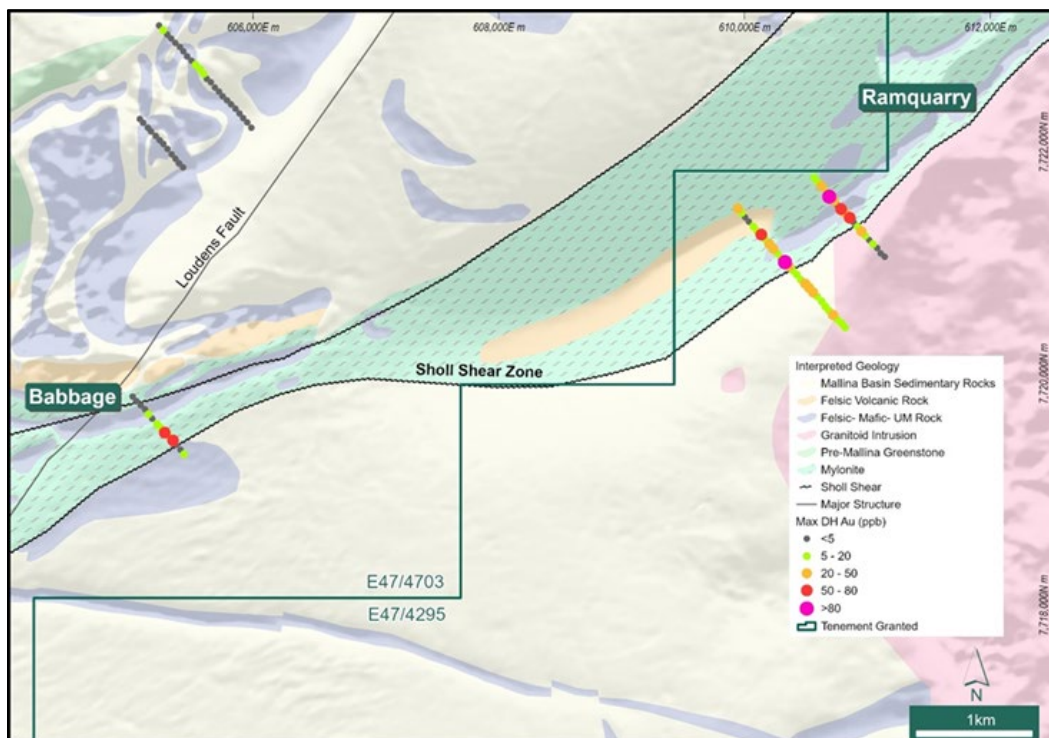 606,000E m
608,000E m
610,000E m
612,000E m
Ramquarry
7,722,000N m
Loudens Fault
Sholl Shear Zone
7,720,000N m
Babbage
Interpreted Geology
Mallina Basin Sedimentary Rocks
Felsic Volcanic Rock
Felsic- Mafic- UM Rock
Granitoid Intrusion
Pre-Mallina Greenstone
Mylonite
Sholl Shear
Major Structure
Max DH Au (ppb)
<5
5 - 20
20 - 50
50 - 80
>80
Tenement Granted
E47/4703
E47/4295
7,718,000N m
N
1km